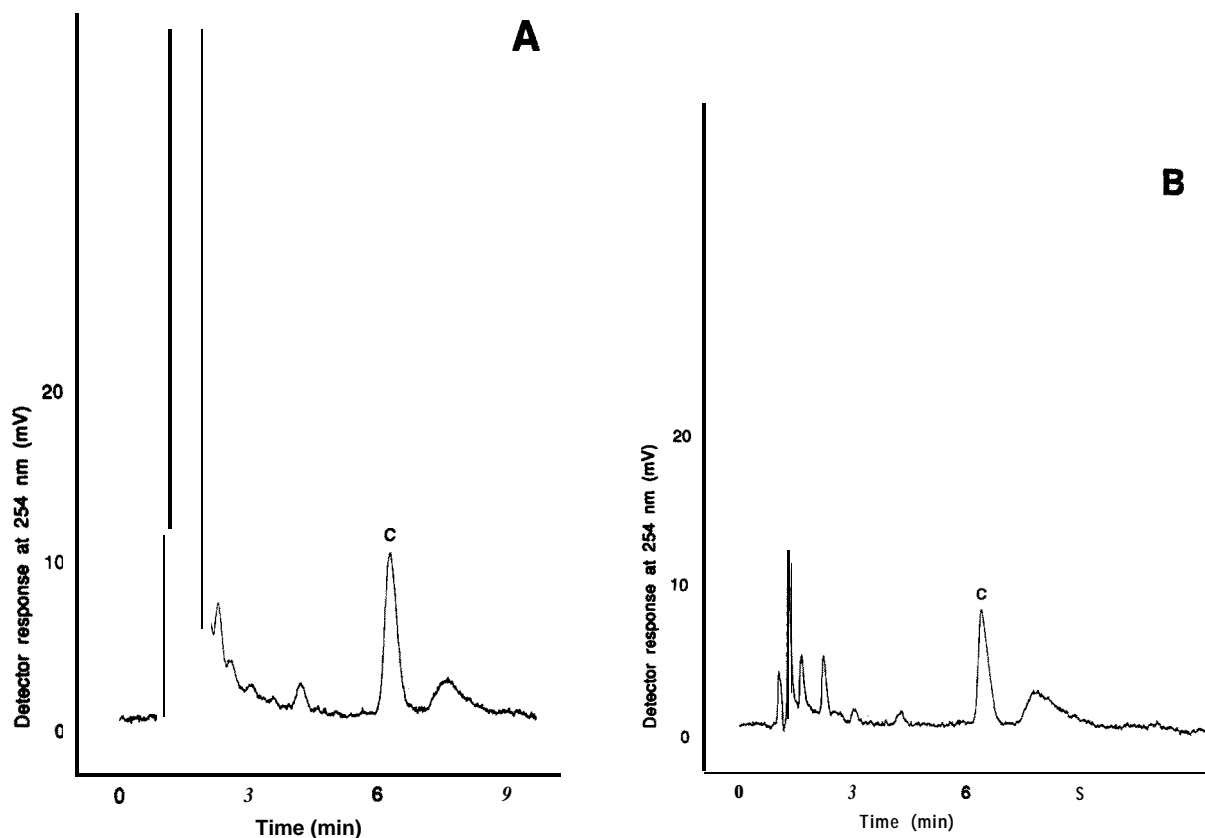 A
20
10
0
Detector response at 254 nm (mV)
C
0 3 6 9
Time (min)
B
20
10
0
Detector response at 254 nm (mV)
C
0 3 6 S
Time (min)